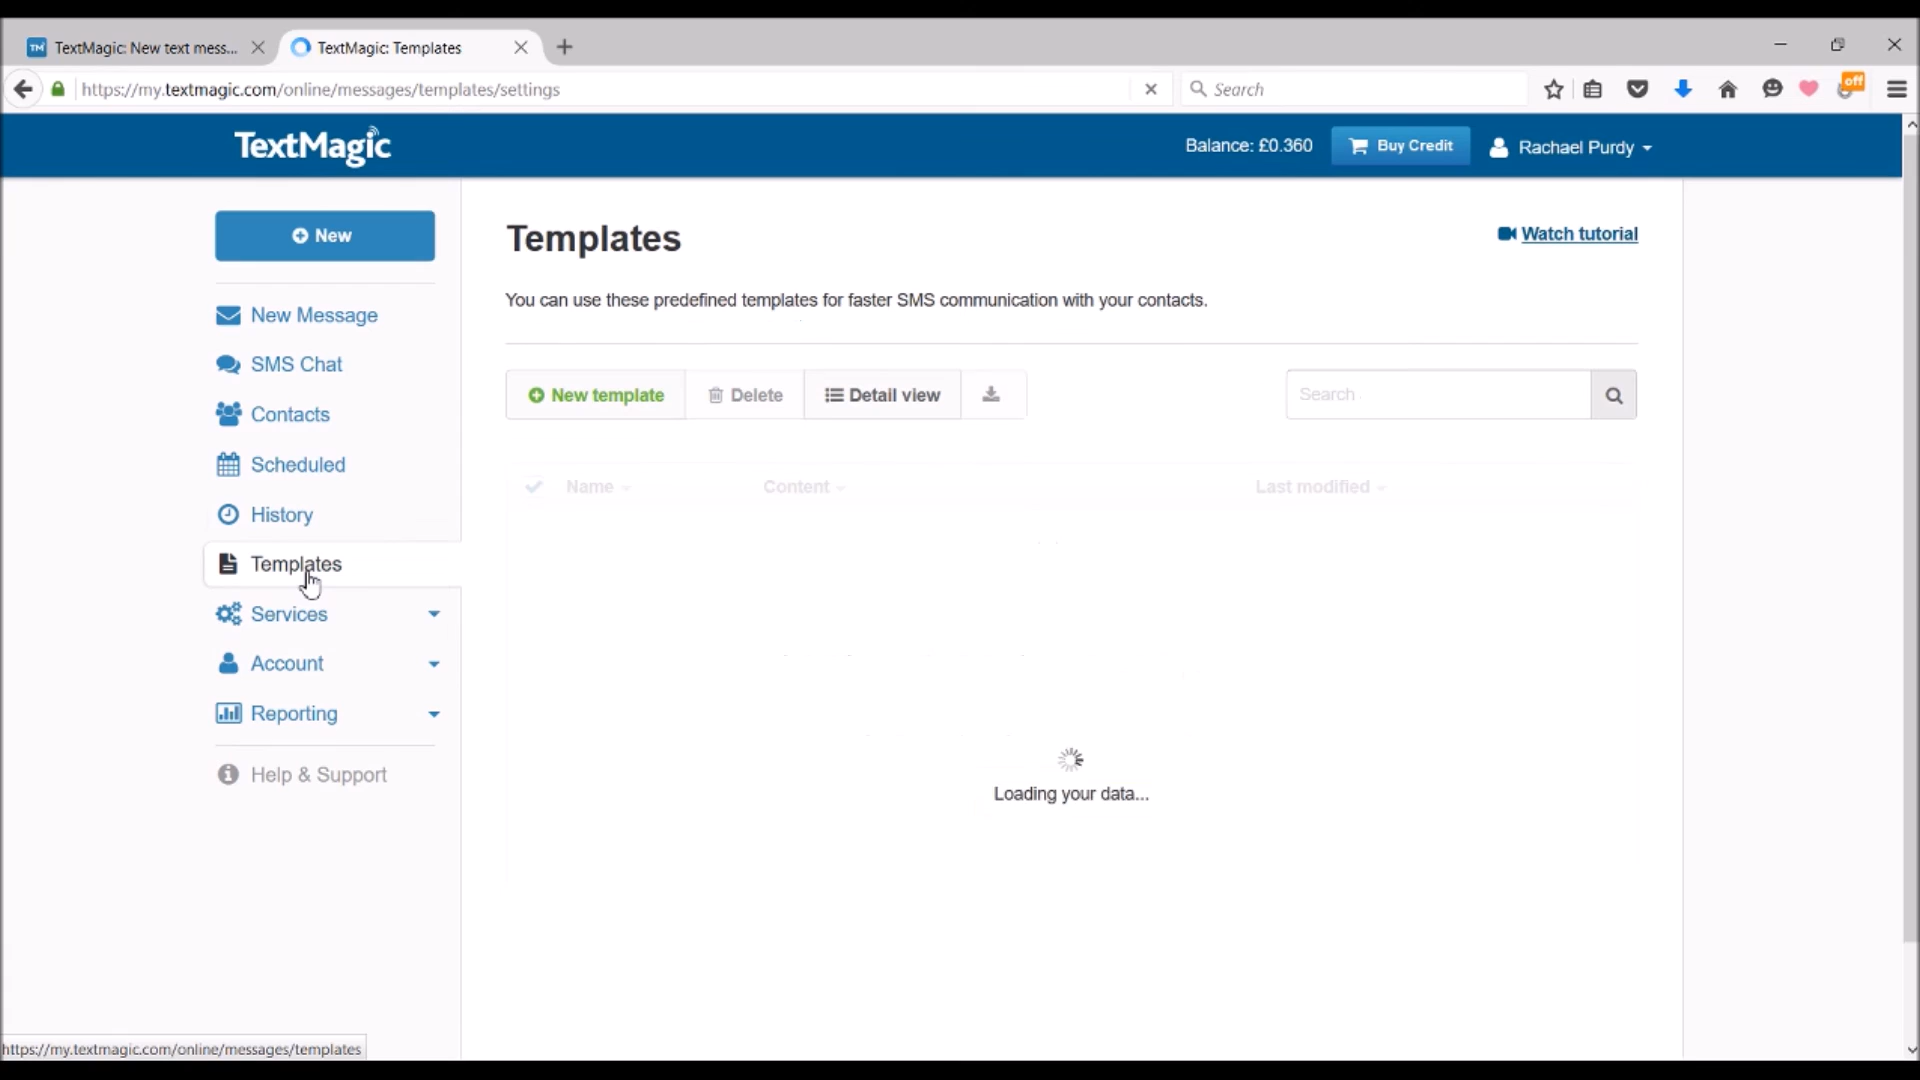 TM TextMagic: New text mess...
TextMagic: Templates
https://my.textmagic.com/online/messages/templates/settings
Search
off
TextMagic
Balance: £0.360
Buy Credit
Rachael Purdy
New
New Message
SMS Chat
Contacts
Scheduled
History
Templates
Services
Account
Reporting
Help & Support
Templates
Watch tutorial
You can use these predefined templates for faster SMS communication with your contacts.
New template Delete Detail view
Search
Name Content Last modified
Loading your data...
https://my.textmagic.com/online/messages/templates